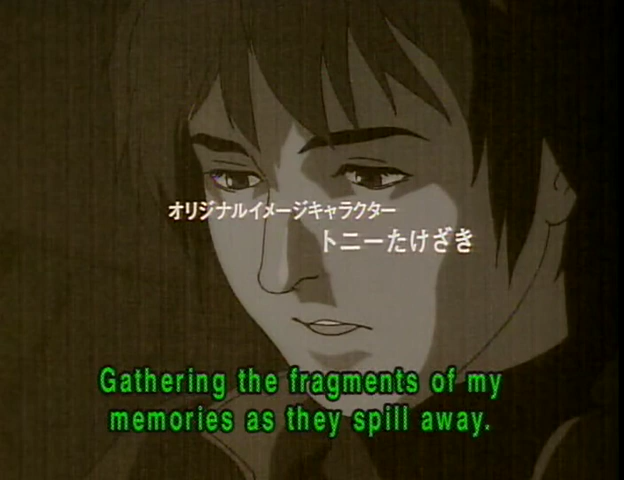 オリジナルイメージキャラクター
トニーたけざき
Gathering the fragments of my
memories as they spill away.